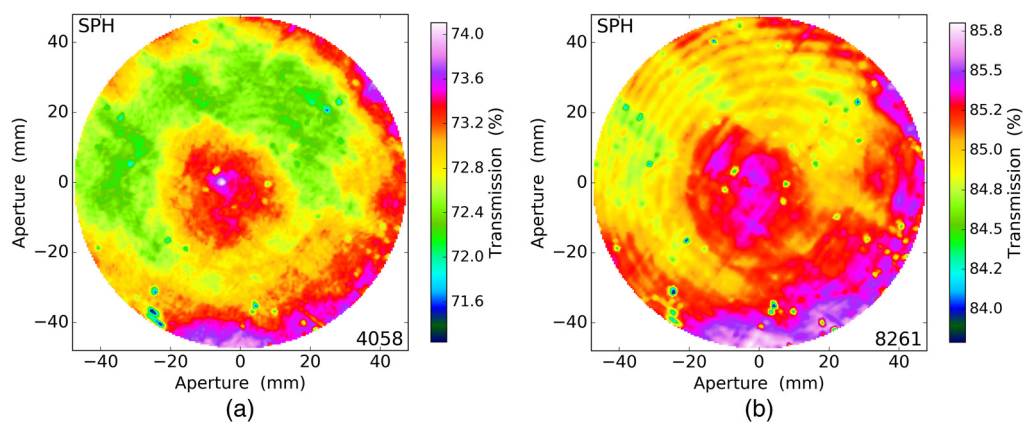 SPH
40
20
0
−20
−40
Aperture (mm)
4058
−40 −20 0 20 40
Aperture (mm)
74.0
73.6
73.2
72.8
72.4
72.0
71.6
Transmission (%)
(a)
SPH
40
20
0
−20
−40
Aperture (mm)
8261
−40 −20 0 20 40
Aperture (mm)
85.8
85.5
85.2
85.0
84.8
84.5
84.2
84.0
Transmission (%)
(b)